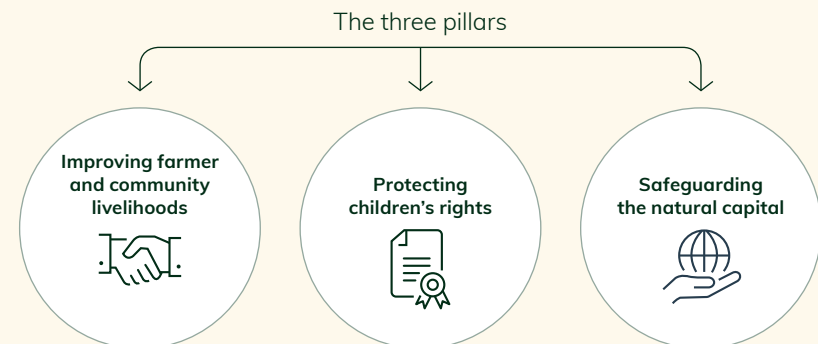 The three pillars
Improving farmer
and community
livelihoods
Protecting
children’s rights
Safeguarding
the natural capital